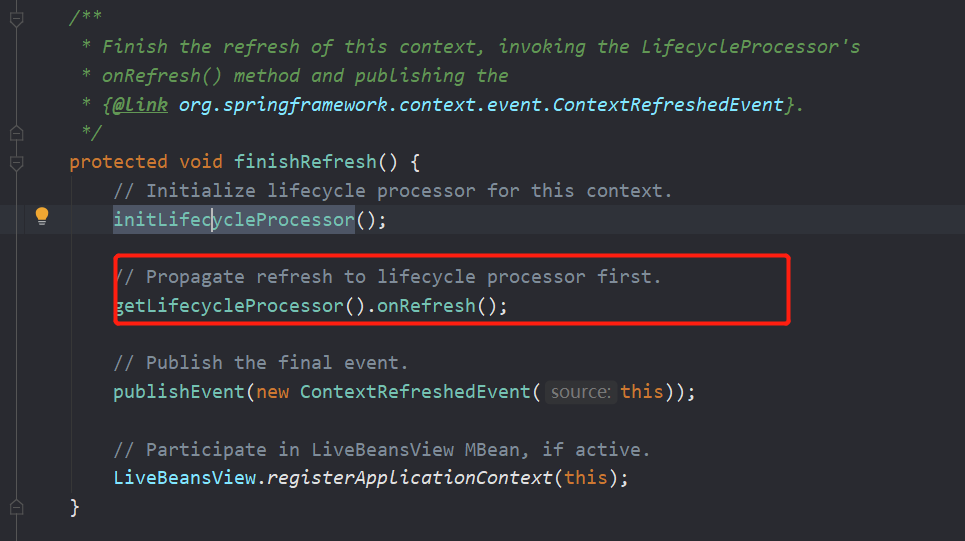 /**
* Finish the refresh of this context, invoking the LifecycleProcessor's
* onRefresh() method and publishing the
* {@link org.springframework.context.event.ContextRefreshedEvent}.
*/
protected void finishRefresh() {
// Initialize lifecycle processor for this context.
initLifecycleProcessor();
// Propagate refresh to lifecycle processor first.
getLifecycleProcessor().onRefresh();
// Publish the final event.
publishEvent(new ContextRefreshedEvent( source: this));
// Participate in LiveBeansView MBean, if active.
LiveBeansView.registerApplicationContext(this);
}